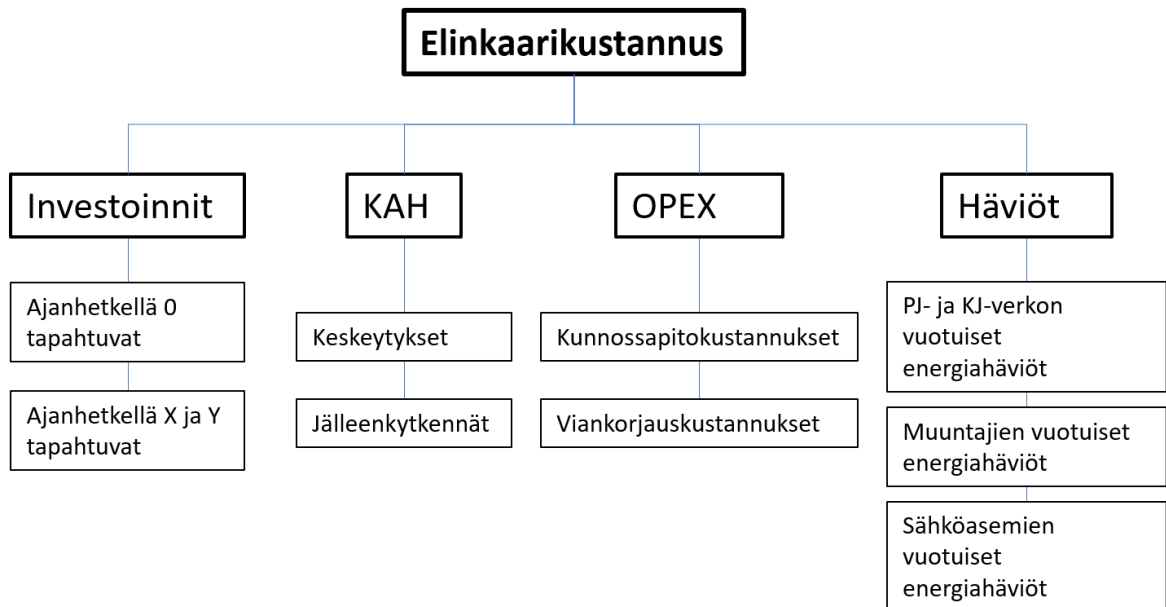 Elinkaarikustannus
Investoinnit
KAH
OPEX
Häviöt
Ajanhetkellä 0
tapahtuvat
Ajanhetkellä X ja Y
tapahtuvat
Keskeytykset
Jälleenkytkennät
Kunnossapitokustannukset
Viankorjauskustannukset
PJ- ja KJ-verkon
vuotuiset
energiahäviöt
Muuntajien vuotuiset
energiahäviöt
Sähköasemien
vuotuiset
energiahäviöt